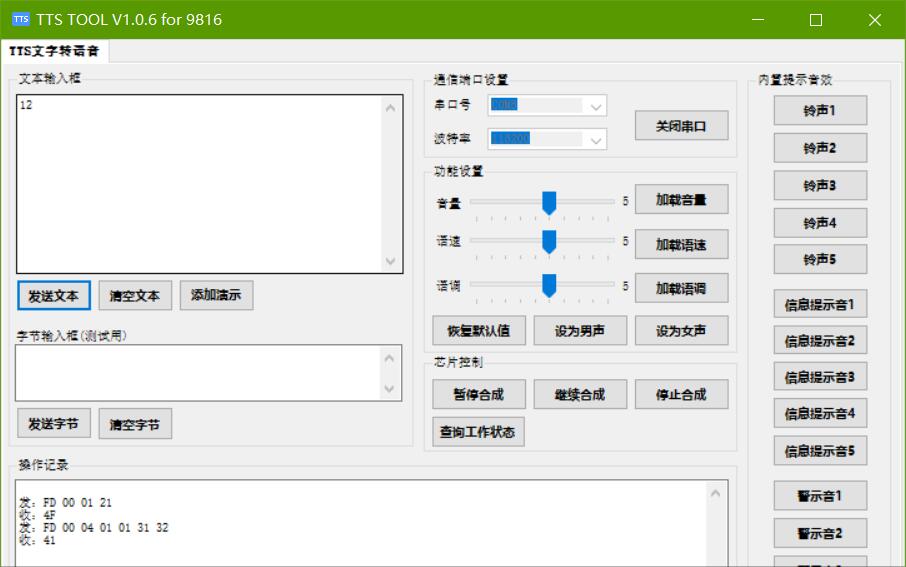 TTS TTS TOOL V1.0.6 for 9816
TTS文字转语音
文本输入框
12
发送文本 清空文本 添加演示
字节输入框(测试用)
发送字节 清空字节
通信端口设置
串口号
波特率 115200
关闭串口
功能设置
音量 5 加载音量
语速 5 加载语速
语调 5 加载语调
恢复默认值 设为男声 设为女声
芯片控制
暂停合成 继续合成 停止合成
查询工作状态
内置提示音效
铃声1
铃声2
铃声3
铃声4
铃声5
信息提示音1
信息提示音2
信息提示音3
信息提示音4
信息提示音5
警示音1
警示音2
操作记录
发: FD 00 01 21
收: 4F
发: FD 00 04 01 01 31 32
收: 41